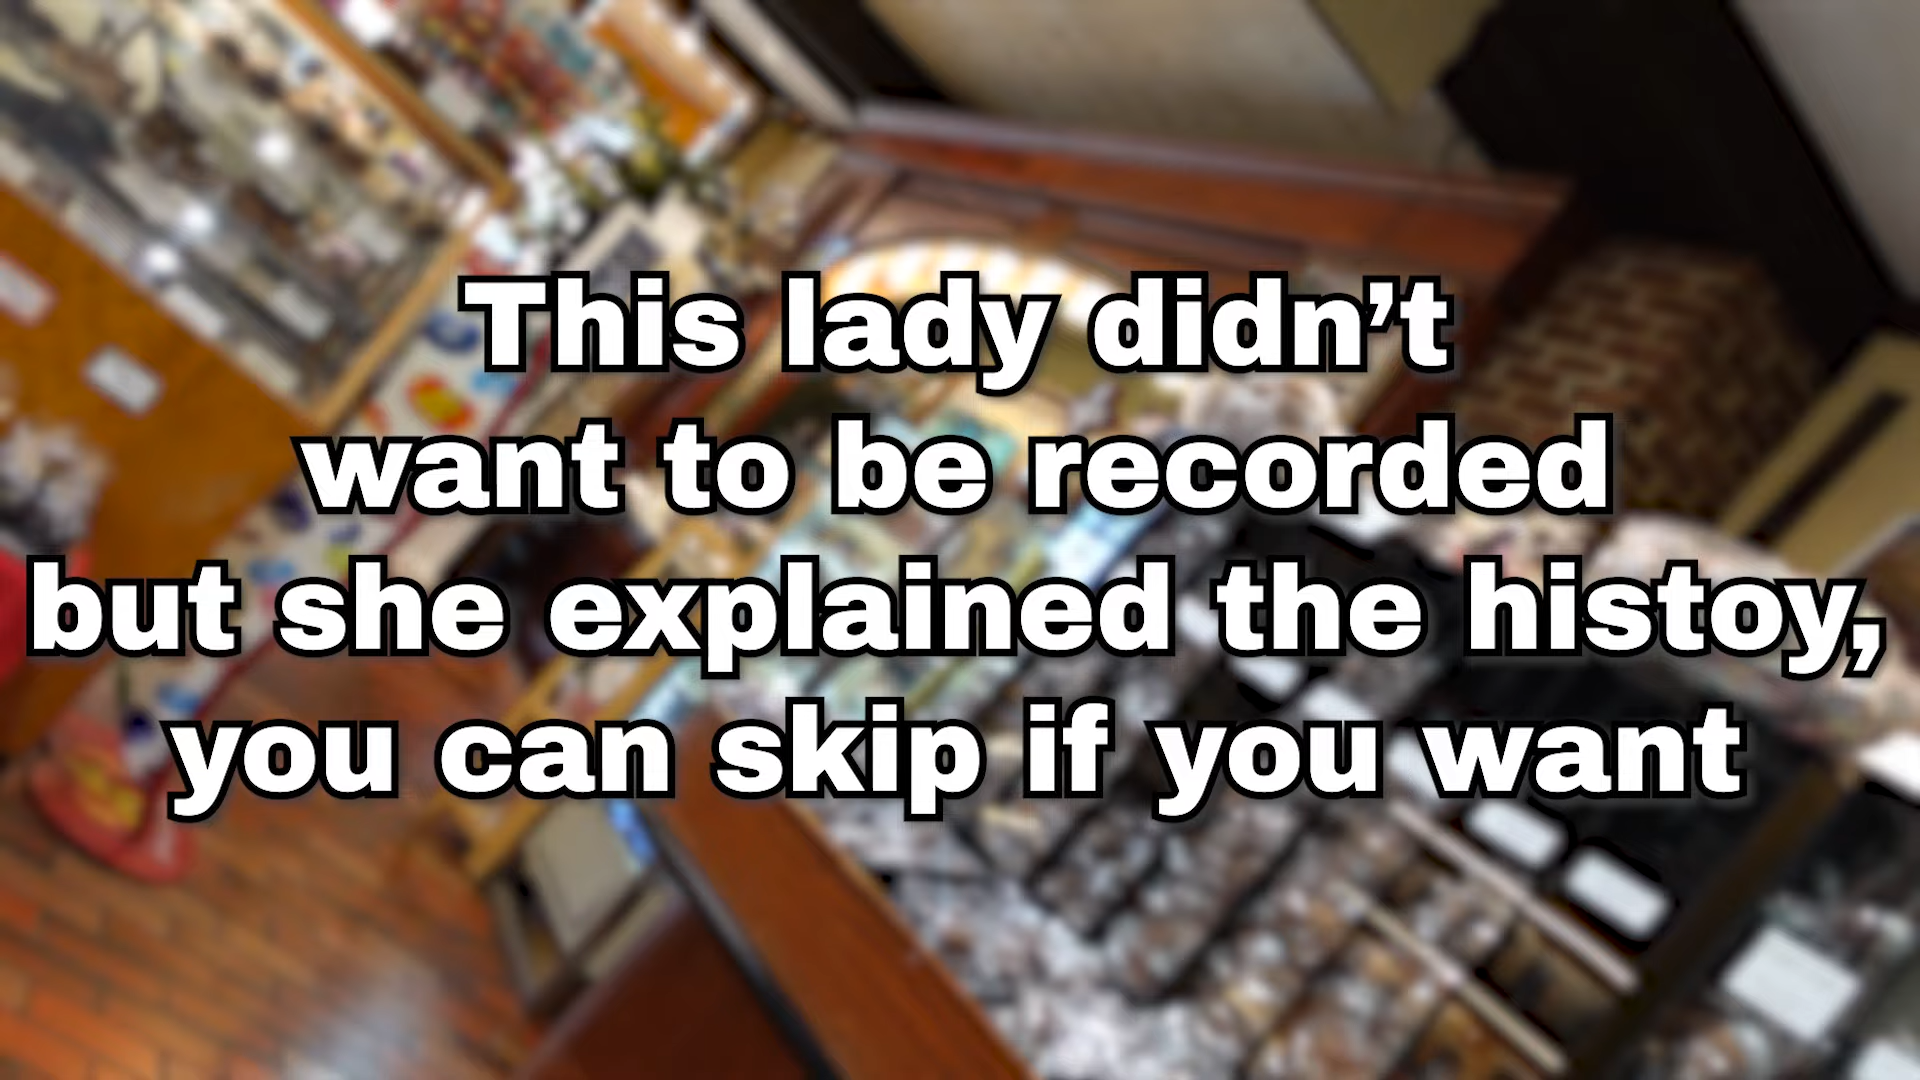 This lady didn’t
want to be recorded
but she explained the histoy,
you can skip if you want